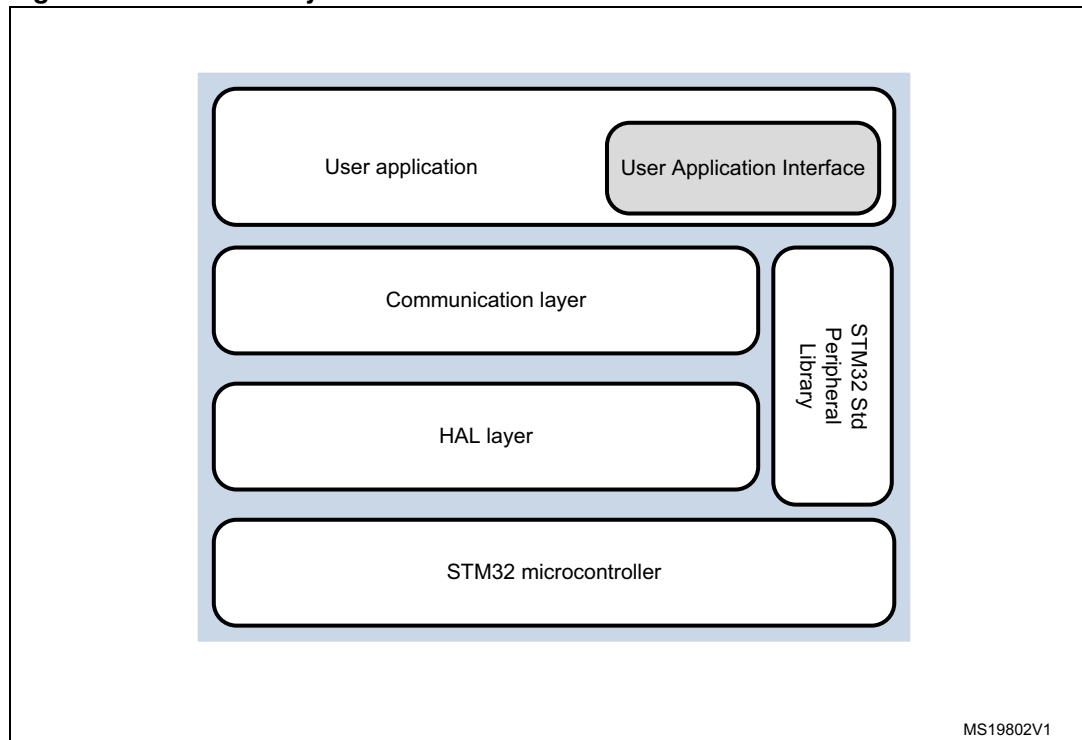 User application
User Application Interface
Communication layer
STM32 Std
Peripheral
Library
HAL layer
STM32 microcontroller
MS19802V1